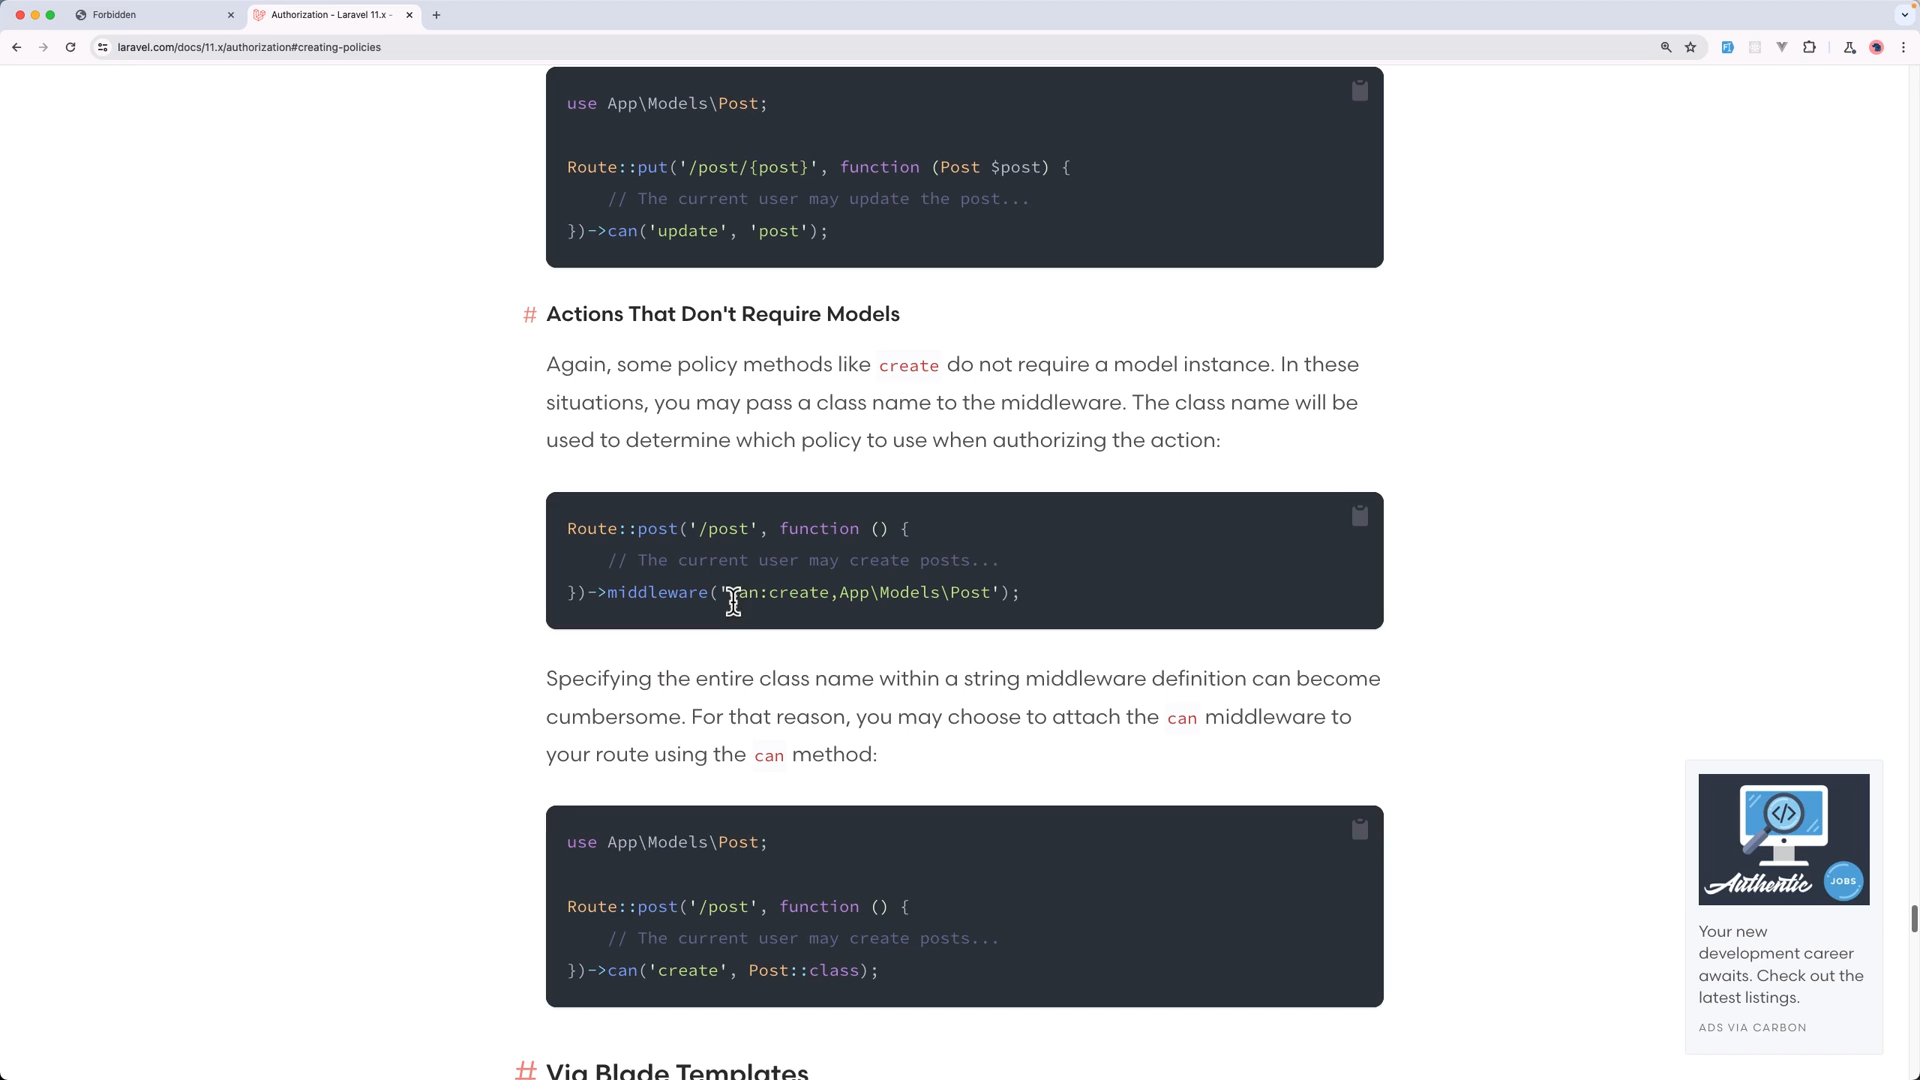 Forbidden
Authorization - Laravel 11.x -
laravel.com/docs/11.x/authorization#creating-policies
use App\Models\Post;
Route::put('/post/{post}', function (Post $post) {
// The current user may update the post...
})->can('update', 'post');
# Actions That Don't Require Models
Again, some policy methods like create do not require a model instance. In these
situations, you may pass a class name to the middleware. The class name will be
used to determine which policy to use when authorizing the action:
Route::post('/post', function () {
// The current user may create posts...
})->middleware('can:create,App\Models\Post');
Specifying the entire class name within a string middleware definition can become
cumbersome. For that reason, you may choose to attach the can middleware to
your route using the can method:
use App\Models\Post;
Route::post('/post', function () {
// The current user may create posts...
})->can('create', Post::class);
# Via Blade Templates
Authentic
JOBS
Your new
development career
awaits. Check out the
latest listings.
ADS VIA CARBON